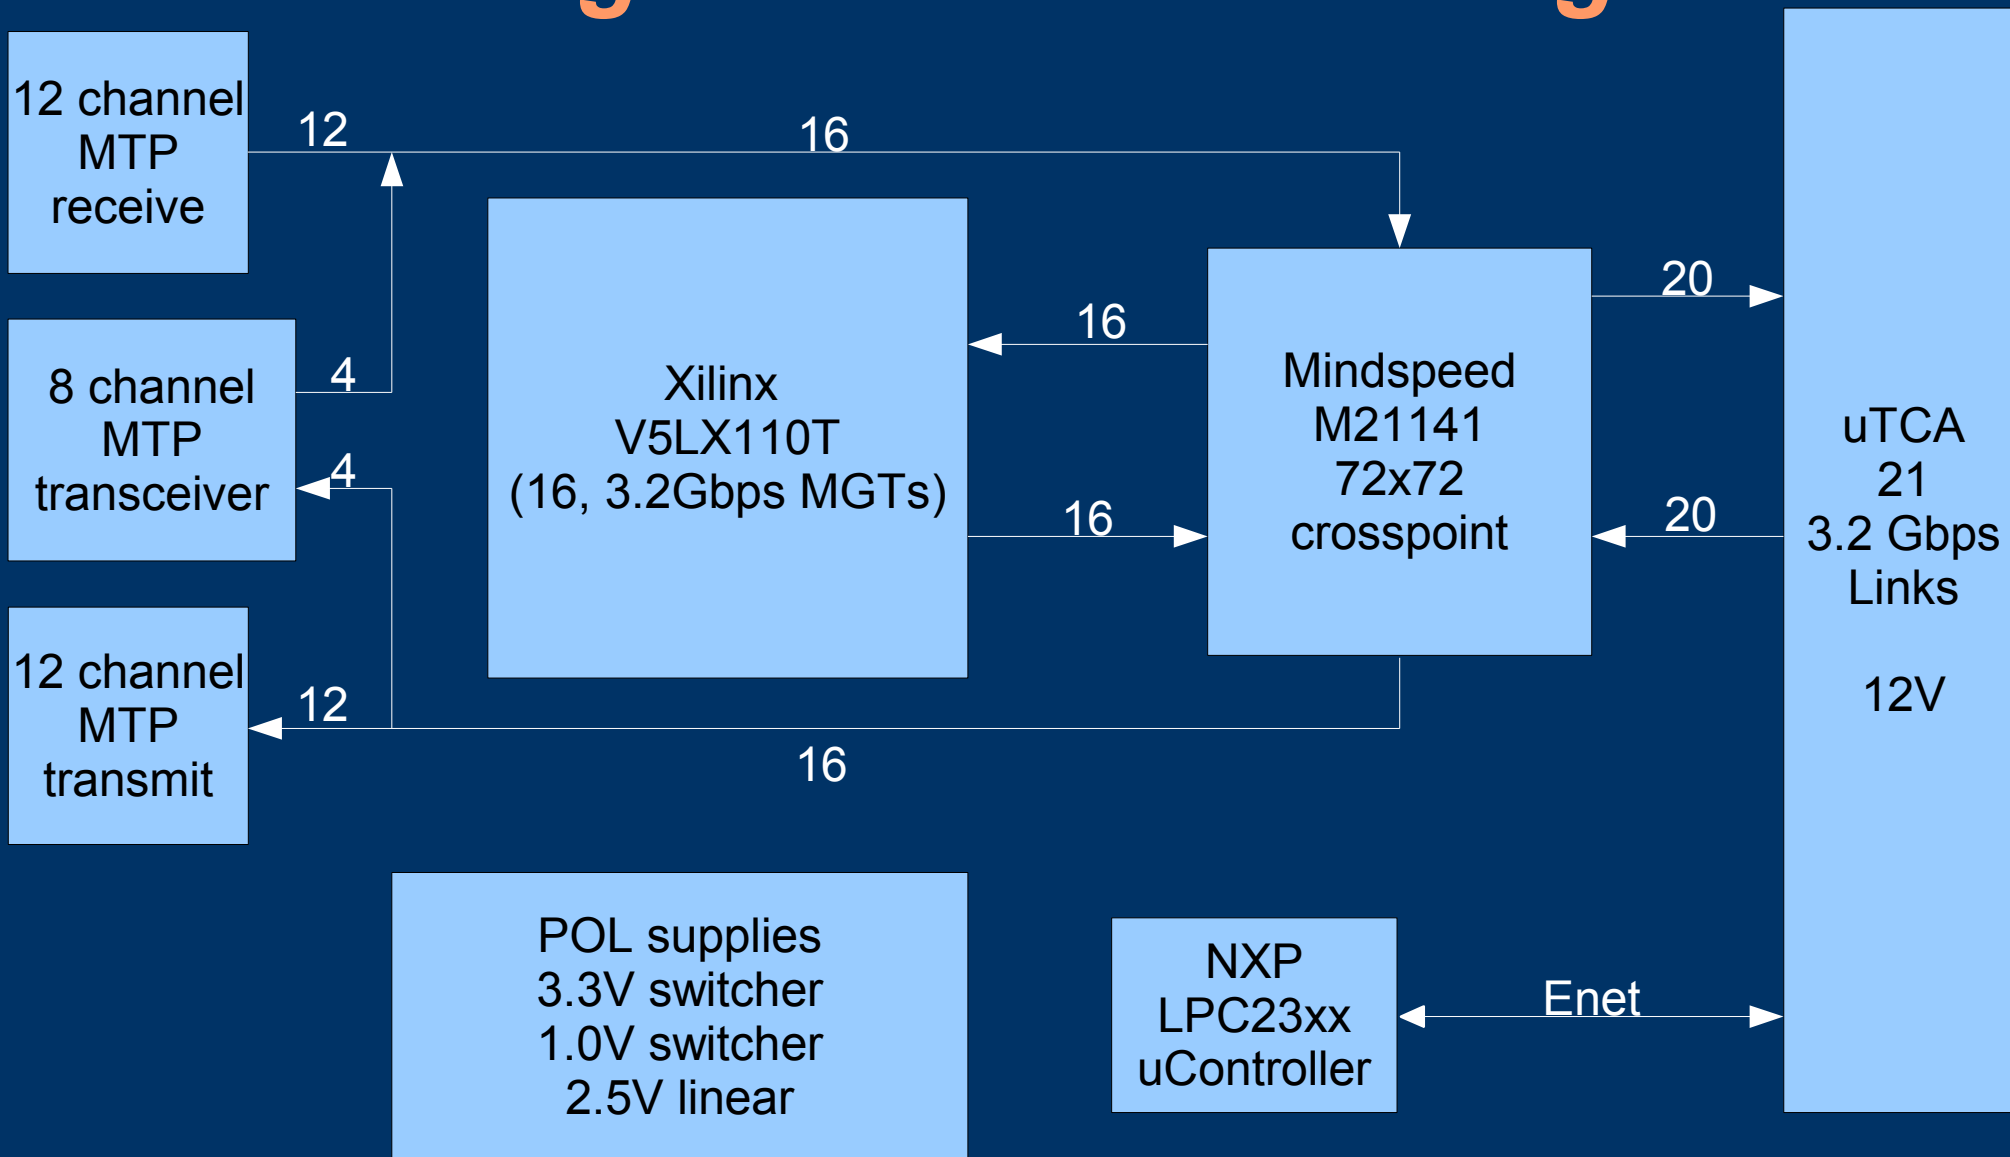 12 channel
MTP
receive
12
16
8 channel
MTP
transceiver
4
4
Xilinx
V5LX110T
(16, 3.2Gbps MGTs)
16
16
Mindspeed
M21141
72x72
crosspoint
20
20
uTCA
21
3.2 Gbps
Links
12V
12 channel
MTP
transmit
12
16
POL supplies
3.3V switcher
1.0V switcher
2.5V linear
NXP
LPC23xx
uController
Enet